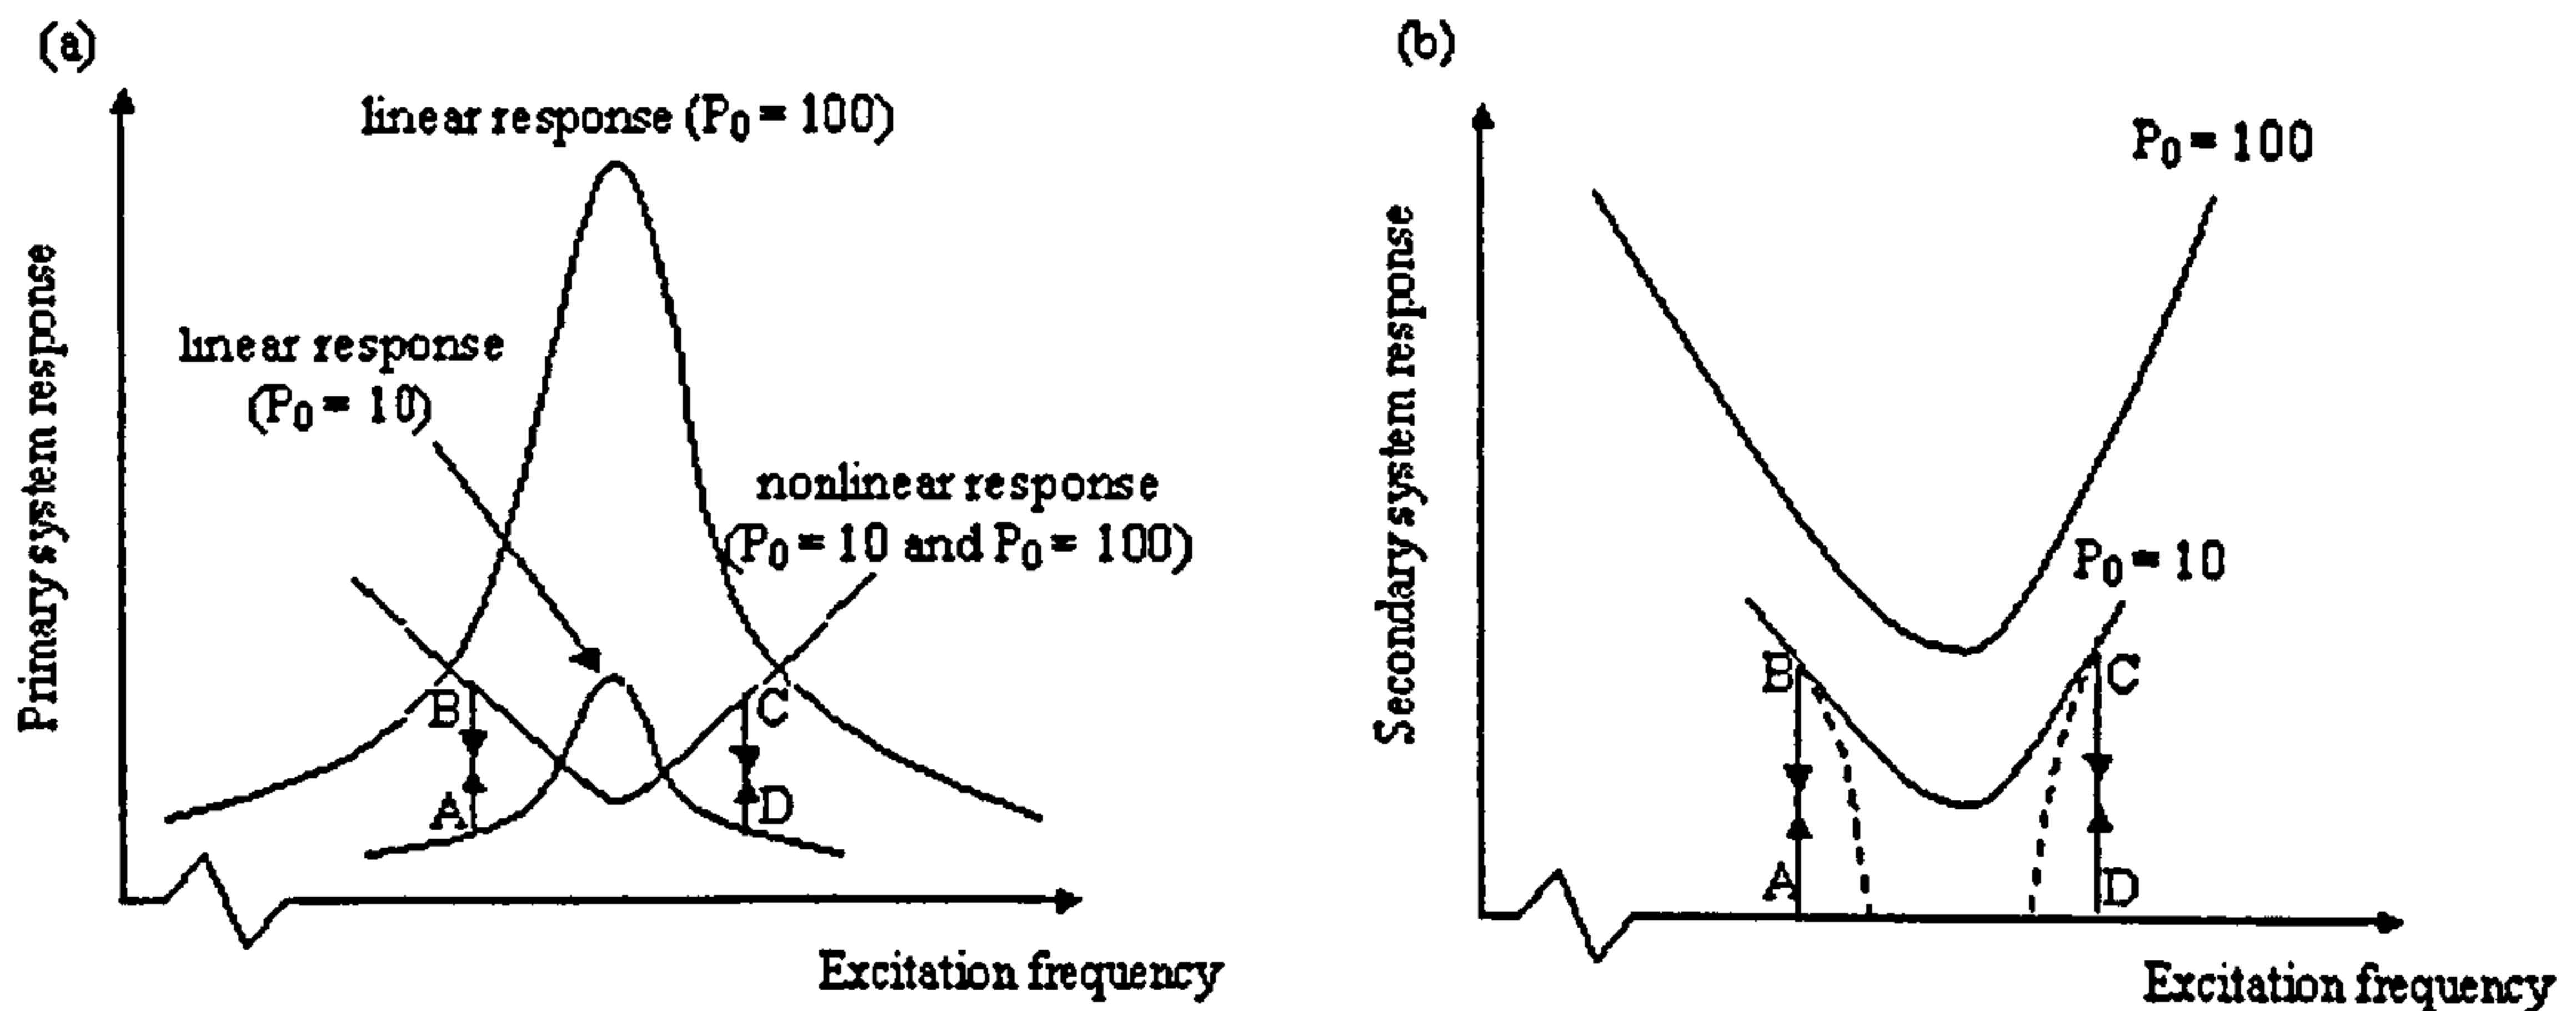 (a)
linear response (P0 = 100)
linear response
(P0 = 10)
nonlinear response
(P0 = 10 and P0 = 100)
B
C
A
D
Primary system response
Excitation frequency
(b)
P0 = 100
P0 = 10
B
C
A
D
Secondary system response
Excitation frequency